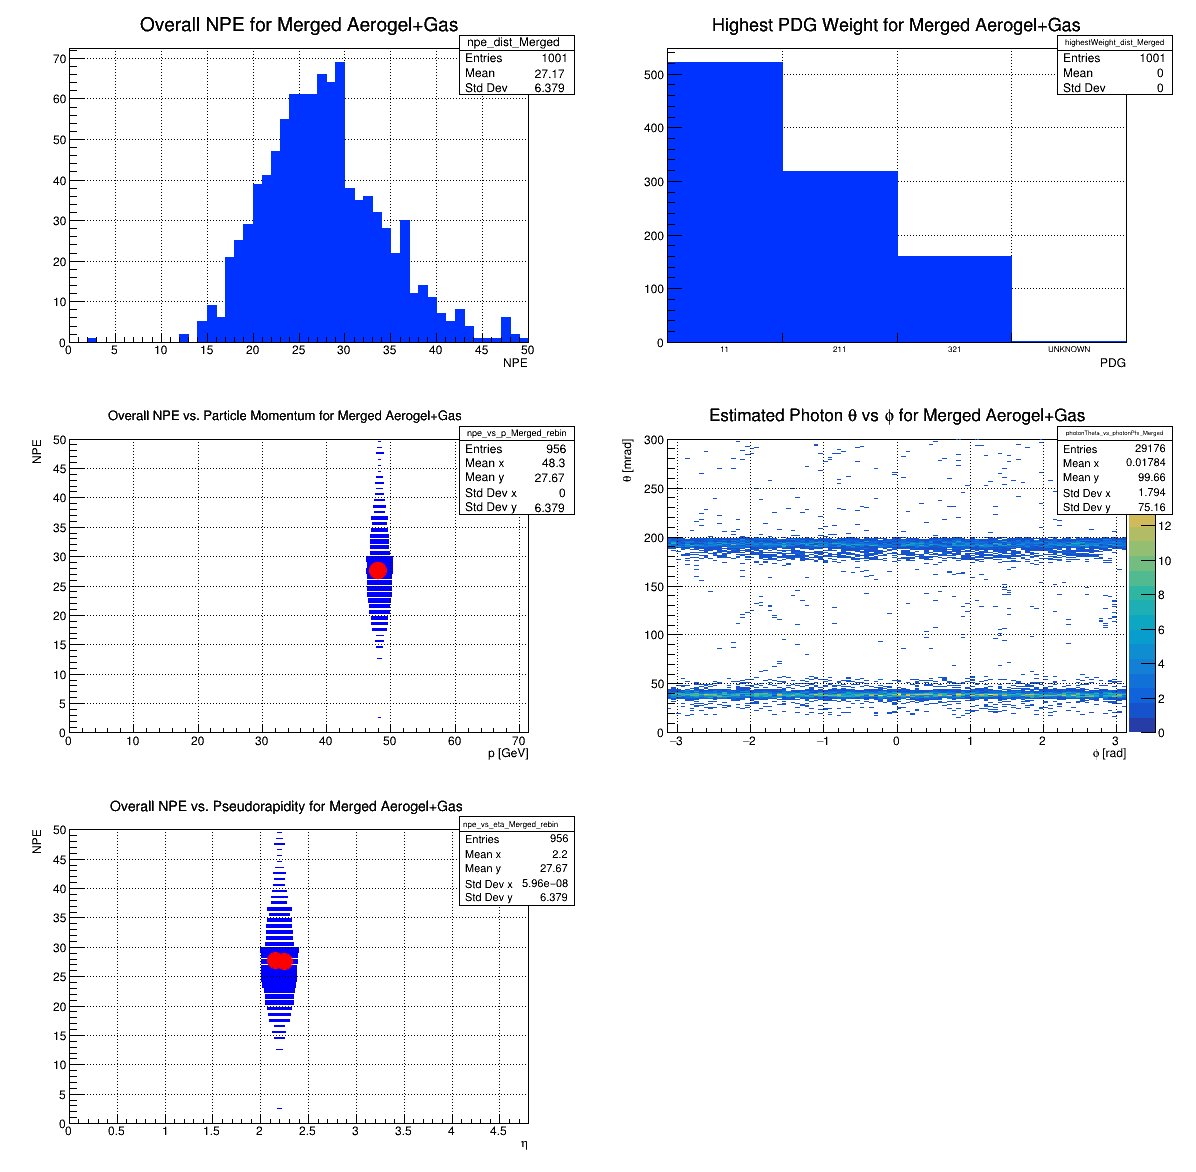 Overall NPE for Merged Aerogel+Gas
npe_dist_Merged
Entries 1001
Mean 27.17
Std Dev 6.379
70
60
50
40
30
20
10
0
0 5 10 15 20 25 30 35 40 45 50
NPE
Highest PDG Weight for Merged Aerogel+Gas
highestWeight_dist_Merged
Entries 1001
Mean 0
Std Dev 0
500
400
300
200
100
0
11 211 321 UNKNOWN
PDG
Overall NPE vs. Particle Momentum for Merged Aerogel+Gas
npe_vs_p_Merged_rebin
Entries 956
Mean x 48.3
Mean y 27.67
Std Dev x 0
Std Dev y 6.379
NPE
50
45
40
35
30
25
20
15
10
5
0
0 10 20 30 40 50 60 70
p [GeV]
Estimated Photon θ vs ϕ for Merged Aerogel+Gas
photonTheta_vs_photonPhi_Merged
Entries 29176
Mean x 0.01784
Mean y 99.66
Std Dev x 1.794
Std Dev y 75.16
θ [mrad]
300
250
200
150
100
50
0
−3 −2 −1 0 1 2 3
ϕ [rad]
12
10
8
6
4
2
0
Overall NPE vs. Pseudorapidity for Merged Aerogel+Gas
npe_vs_eta_Merged_rebin
Entries 956
Mean x 2.2
Mean y 27.67
Std Dev x 5.96e−08
Std Dev y 6.379
NPE
50
45
40
35
30
25
20
15
10
5
0
0 0.5 1 1.5 2 2.5 3 3.5 4 4.5
η